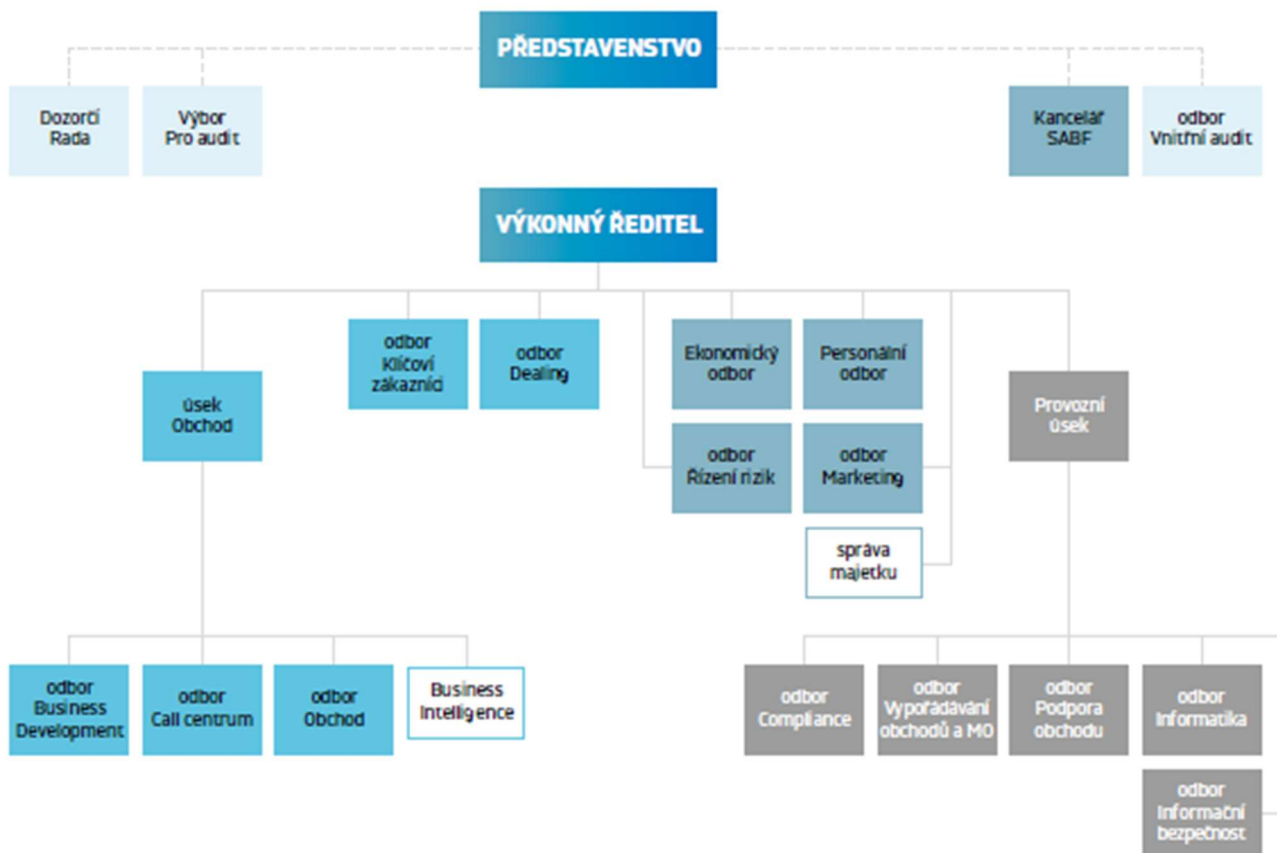 PŘEDSTAVENSTVO
Dozorčí
Rada
Výbor
Pro audit
Kancelář
SABF
odbor
Vnitřní audit
VÝKONNÝ ŘEDITEL
odbor
Klíčoví
zákazníci
odbor
Dealing
Ekonomický
odbor
Personální
odbor
úsek
Obchod
Provozní
úsek
odbor
Řízení rizik
odbor
Marketing
správa
majetku
odbor
Business
Development
odbor
Call centrum
odbor
Obchod
Business
Intelligence
odbor
Compliance
odbor
Vypořádávání
obchodů a MO
odbor
Podpora
obchodu
odbor
Informatika
odbor
Informační
bezpečnost